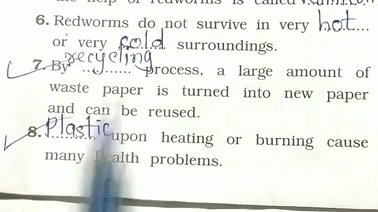 the help of redworms is called
6. Redworms do not survive in very hot...
or very cold surroundings.
7. By recycling process, a large amount of
waste paper is turned into new paper
and can be reused.
8. Plastic upon heating or burning cause
many health problems.